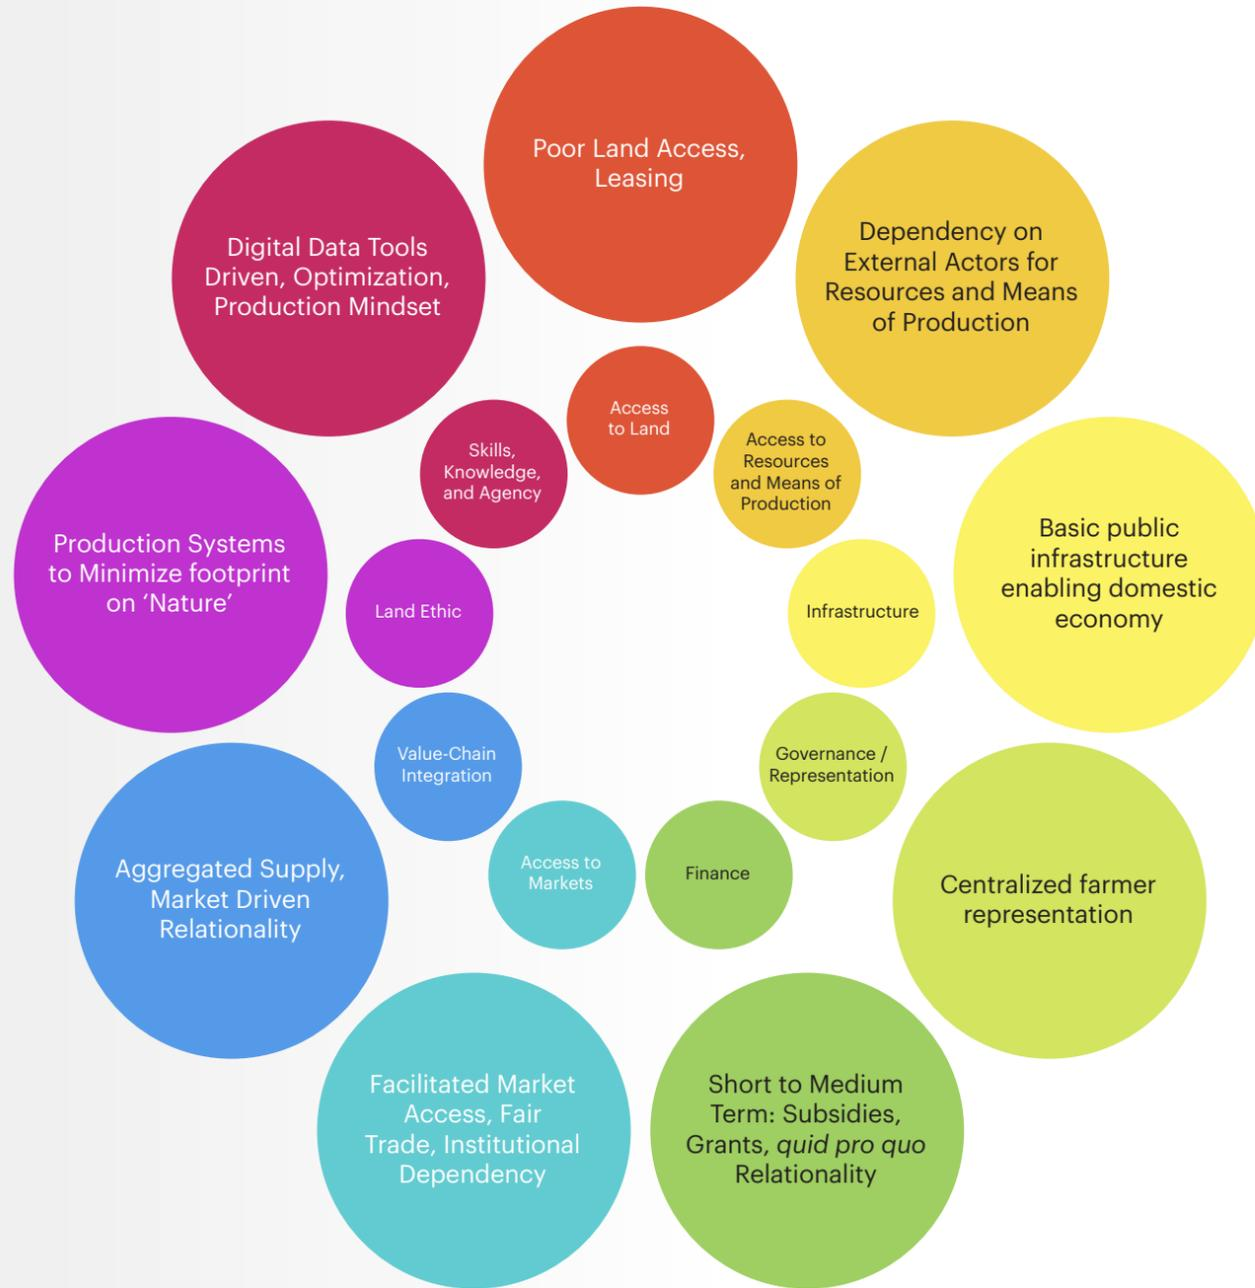 Poor Land Access,
Leasing
Dependency on
External Actors for
Resources and Means
of Production
Basic public
infrastructure
enabling domestic
economy
Centralized farmer
representation
Short to Medium
Term: Subsidies,
Grants, quid pro quo
Relationality
Facilitated Market
Access, Fair
Trade, Institutional
Dependency
Aggregated Supply,
Market Driven
Relationality
Production Systems
to Minimize footprint
on ‘Nature’
Digital Data Tools
Driven, Optimization,
Production Mindset
Access
to Land
Access to
Resources
and Means of
Production
Infrastructure
Governance /
Representation
Finance
Access to
Markets
Value-Chain
Integration
Land Ethic
Skills,
Knowledge,
and Agency